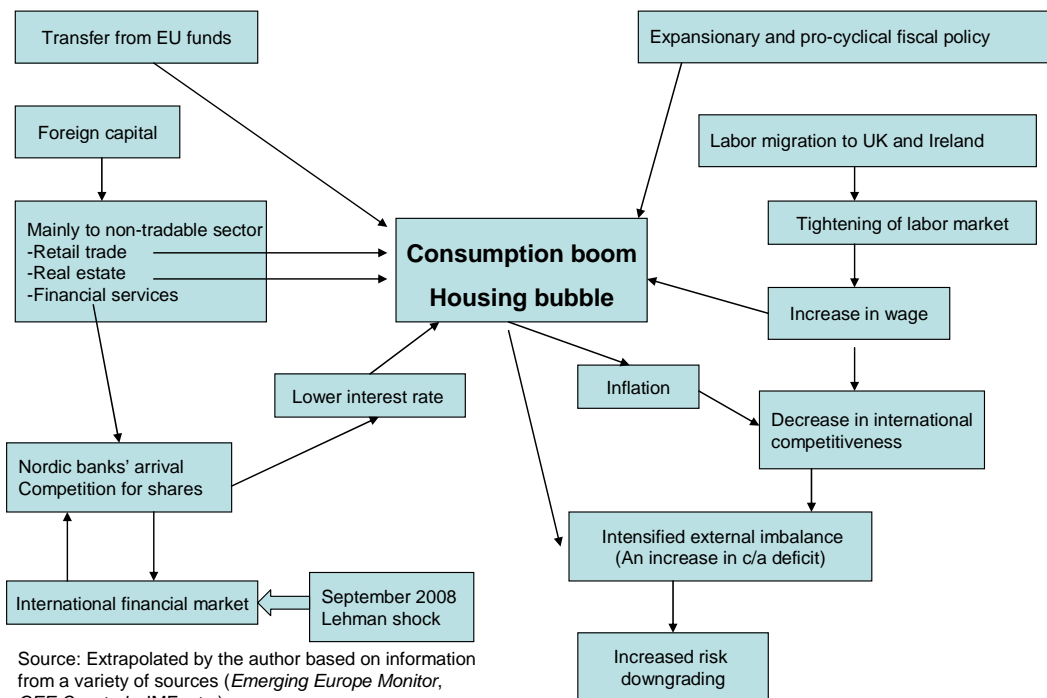 Transfer from EU funds
Expansionary and pro-cyclical fiscal policy
Foreign capital
Labor migration to UK and Ireland
Mainly to non-tradable sector
-Retail trade
-Real estate
-Financial services
Consumption boom
Housing bubble
Tightening of labor market
Increase in wage
Lower interest rate
Inflation
Decrease in international
competitiveness
Nordic banks' arrival
Competition for shares
Intensified external imbalance
(An increase in c/a deficit)
International financial market
September 2008
Lehman shock
Increased risk
downgrading
Source: Extrapolated by the author based on information
from a variety of sources (Emerging Europe Monitor,